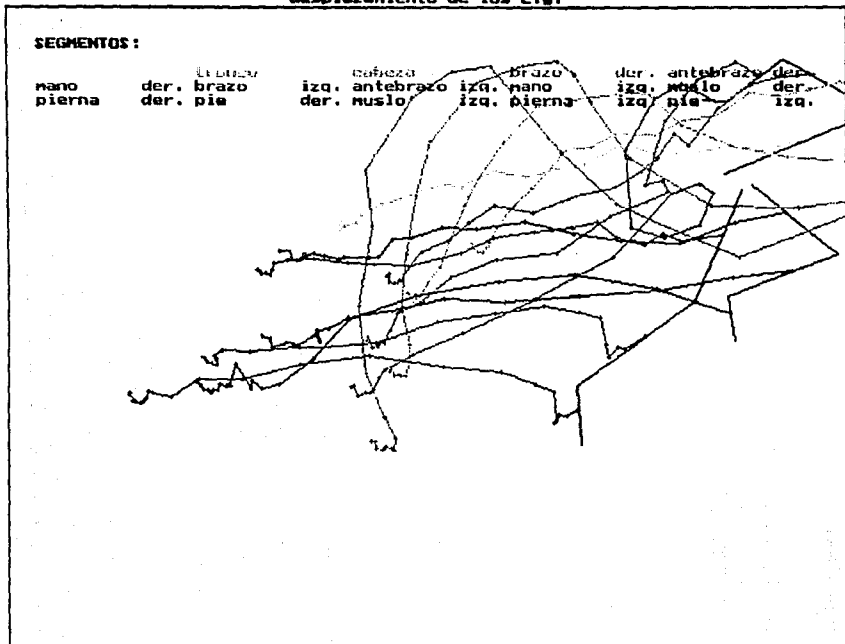 desplazamiento de los c.g.
SEGMENTOS:
tronco cabeza brazo der. antebrazo der.
mano der. brazo izq. antebrazo izq. mano izq. muslo der.
pierna der. pie der. muslo izq. pierna izq. pie izq.